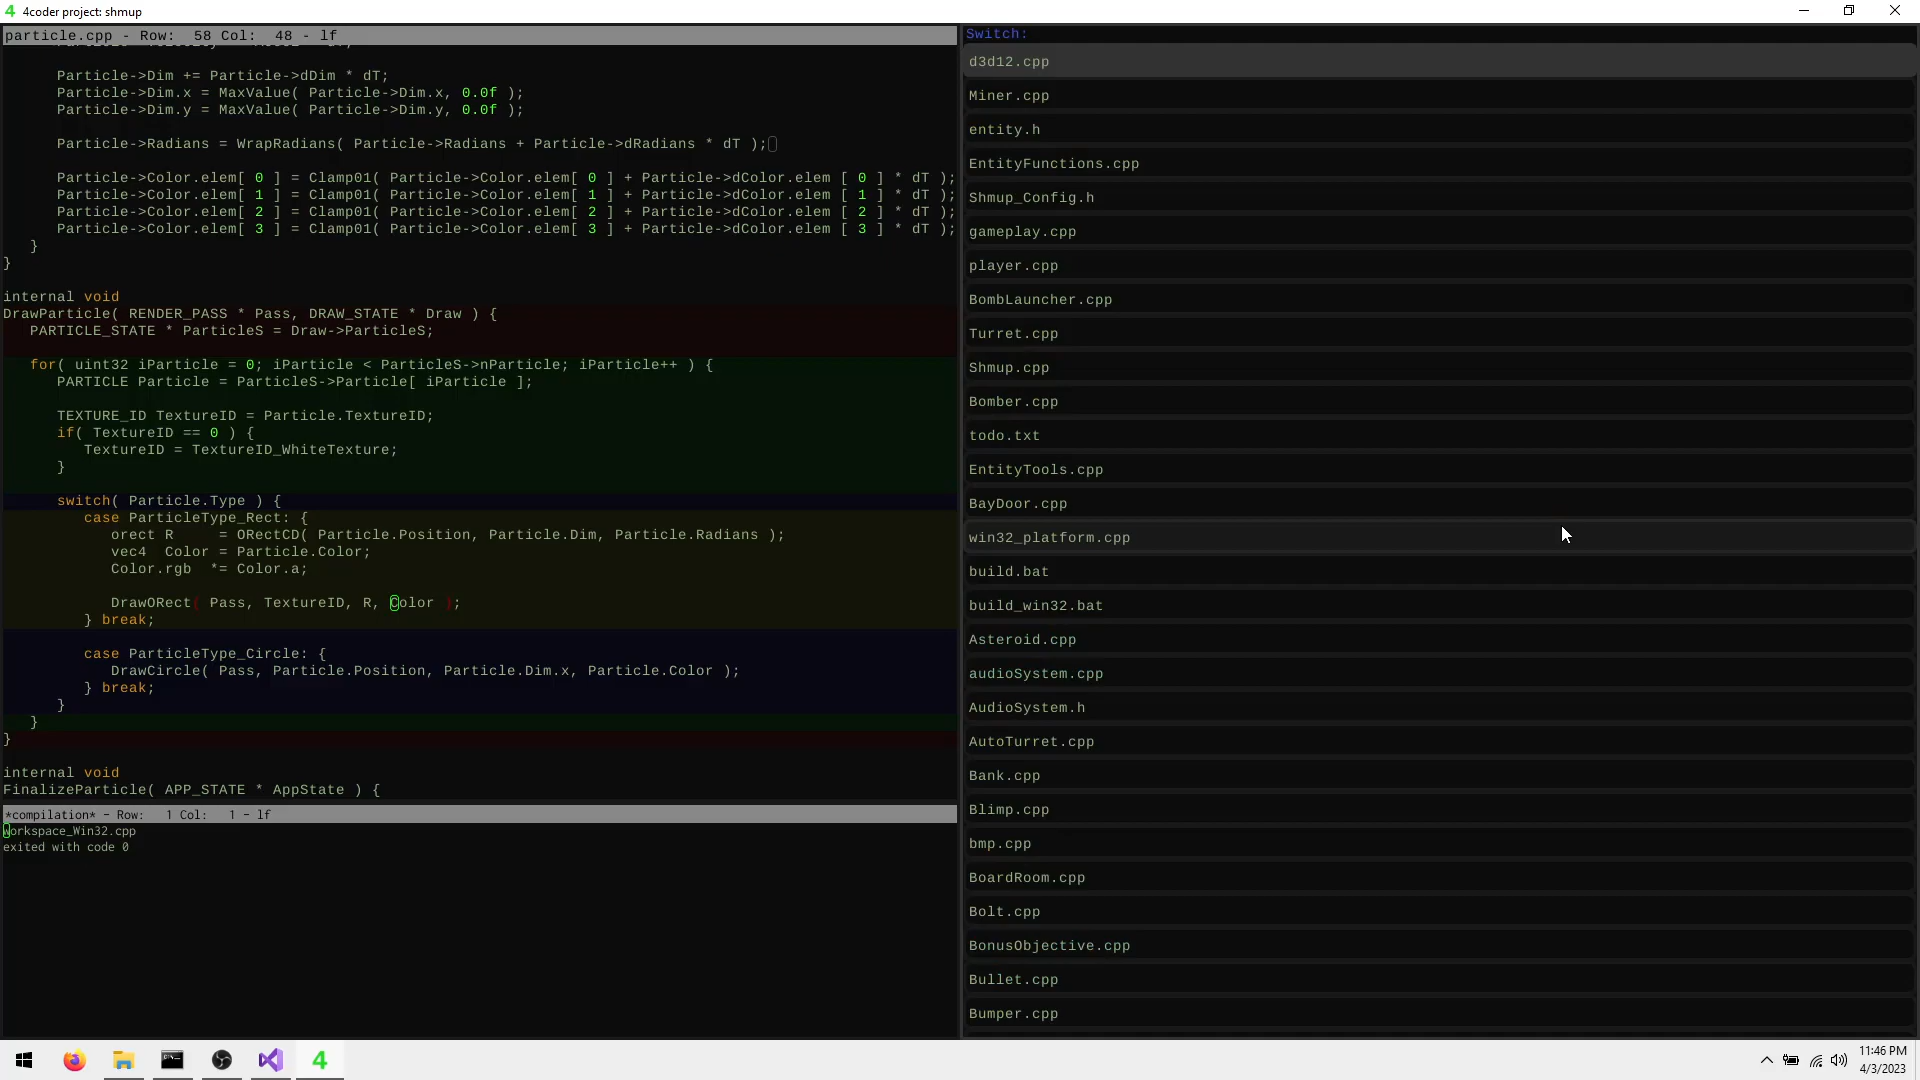 4 4coder project: shmup
particle.cpp - Row:  58 Col:  48 - lf
Particle->Dim += Particle->dDim * dT;
Particle->Dim.x = MaxValue( Particle->Dim.x, 0.0f );
Particle->Dim.y = MaxValue( Particle->Dim.y, 0.0f );
Particle->Radians = WrapRadians( Particle->Radians + Particle->dRadians * dT );
Particle->Color.elem[ 0 ] = Clamp01( Particle->Color.elem[ 0 ] + Particle->dColor.elem [ 0 ] * dT );
Particle->Color.elem[ 1 ] = Clamp01( Particle->Color.elem[ 1 ] + Particle->dColor.elem [ 1 ] * dT );
Particle->Color.elem[ 2 ] = Clamp01( Particle->Color.elem[ 2 ] + Particle->dColor.elem [ 2 ] * dT );
Particle->Color.elem[ 3 ] = Clamp01( Particle->Color.elem[ 3 ] + Particle->dColor.elem [ 3 ] * dT );
}
}
internal void
DrawParticle( RENDER_PASS * Pass, DRAW_STATE * Draw ) {
PARTICLE_STATE * ParticleS = Draw->ParticleS;
for( uint32 iParticle = 0; iParticle < ParticleS->nParticle; iParticle++ ) {
PARTICLE Particle = ParticleS->Particle[ iParticle ];
TEXTURE_ID TextureID = Particle.TextureID;
if( TextureID == 0 ) {
TextureID = TextureID_WhiteTexture;
}
switch( Particle.Type ) {
case ParticleType_Rect: {
orect R     = ORectCD( Particle.Position, Particle.Dim, Particle.Radians );
vec4  Color = Particle.Color;
Color.rgb  *= Color.a;
DrawORect( Pass, TextureID, R, Color );
} break;
case ParticleType_Circle: {
DrawCircle( Pass, Particle.Position, Particle.Dim.x, Particle.Color );
} break;
}
}
}
internal void
FinalizeParticle( APP_STATE * AppState ) {
*compilation* - Row:   1 Col:   1 - lf
workspace_Win32.cpp
exited with code 0
Switch:
d3d12.cpp
Miner.cpp
entity.h
EntityFunctions.cpp
Shmup_Config.h
gameplay.cpp
player.cpp
BombLauncher.cpp
Turret.cpp
Shmup.cpp
Bomber.cpp
todo.txt
EntityTools.cpp
BayDoor.cpp
win32_platform.cpp
build.bat
build_win32.bat
Asteroid.cpp
audioSystem.cpp
AudioSystem.h
AutoTurret.cpp
Bank.cpp
Blimp.cpp
bmp.cpp
BoardRoom.cpp
Bolt.cpp
BonusObjective.cpp
Bullet.cpp
Bumper.cpp
4
11:46 PM
4/3/2023